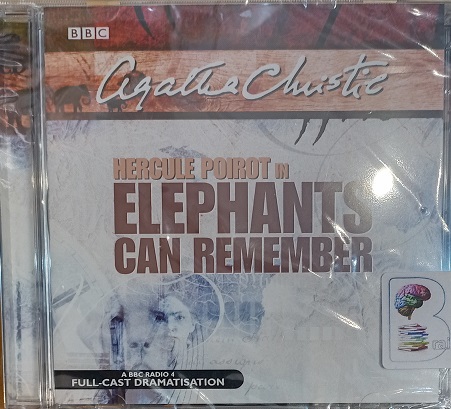 BBC
Agatha Christie
HERCULE POIROT IN
ELEPHANTS
CAN REMEMBER
A BBC RADIO 4
FULL-CAST DRAMATISATION